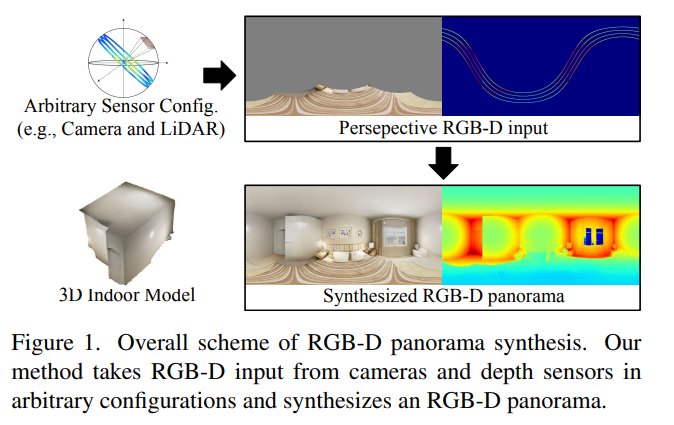 Arbitrary Sensor Config.
(e.g., Camera and LiDAR)
Persepective RGB-D input
3D Indoor Model
Synthesized RGB-D panorama
Figure 1. Overall scheme of RGB-D panorama synthesis. Our
method takes RGB-D input from cameras and depth sensors in
arbitrary configurations and synthesizes an RGB-D panorama.